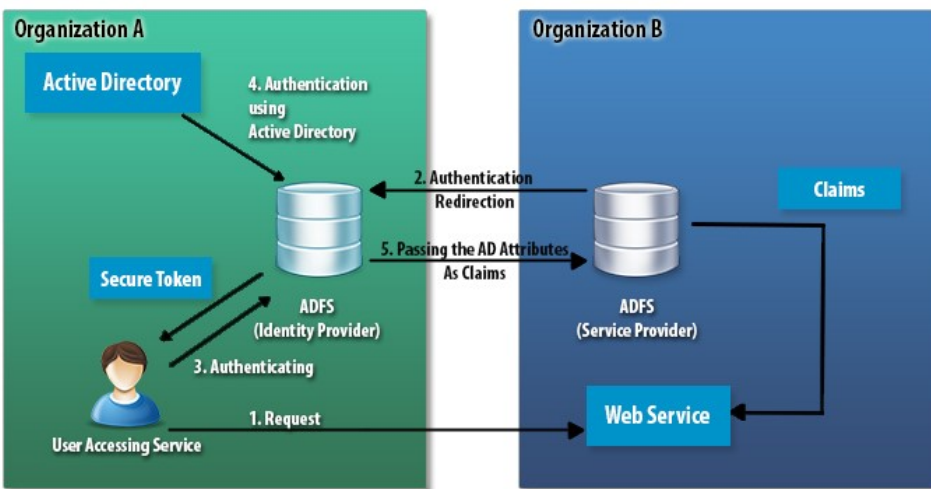 Organization A
Organization B
Active Directory
4. Authentication
using
Active Directory
2. Authentication
Redirection
Claims
5. Passing the AD Attributes
As Claims
Secure Token
ADFS
(Identity Provider)
ADFS
(Service Provider)
3. Authenticating
1. Request
Web Service
User Accessing Service